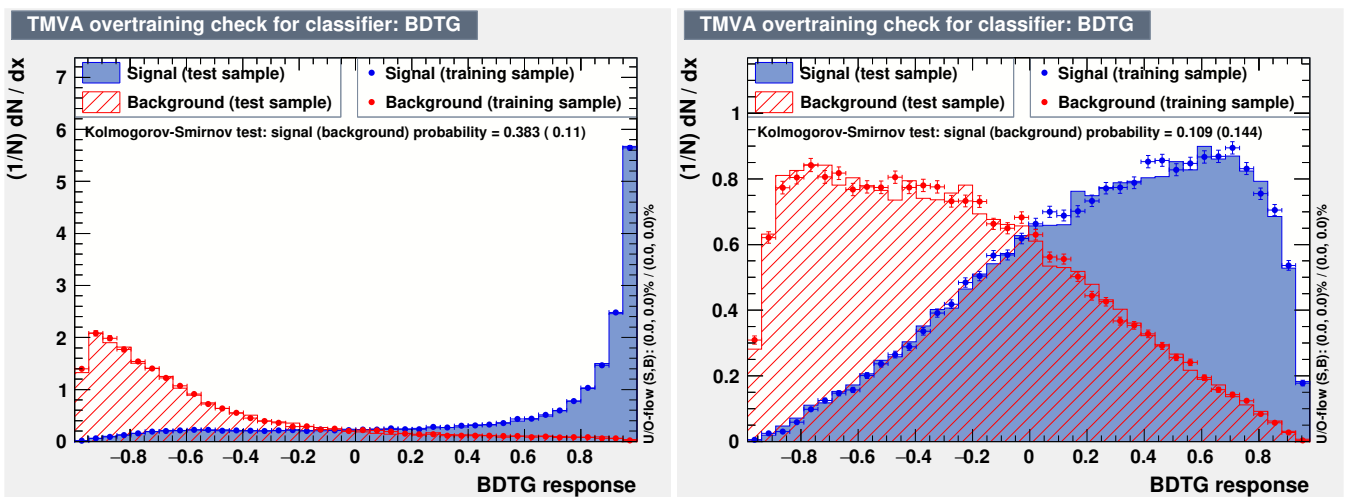 TMVA overtraining check for classifier: BDTG
(1/N) dN / dx
7
6
5
4
3
2
1
0
Signal (test sample)
Background (test sample)
Signal (training sample)
Background (training sample)
Kolmogorov-Smirnov test: signal (background) probability = 0.383 ( 0.11)
U/O-flow (S,B): (0.0, 0.0)% / (0.0, 0.0)%
−0.8 −0.6 −0.4 −0.2 0 0.2 0.4 0.6 0.8
BDTG response
TMVA overtraining check for classifier: BDTG
(1/N) dN / dx
1
0.8
0.6
0.4
0.2
0
Signal (test sample)
Background (test sample)
Signal (training sample)
Background (training sample)
Kolmogorov-Smirnov test: signal (background) probability = 0.109 (0.144)
U/O-flow (S,B): (0.0, 0.0)% / (0.0, 0.0)%
−0.8 −0.6 −0.4 −0.2 0 0.2 0.4 0.6 0.8
BDTG response